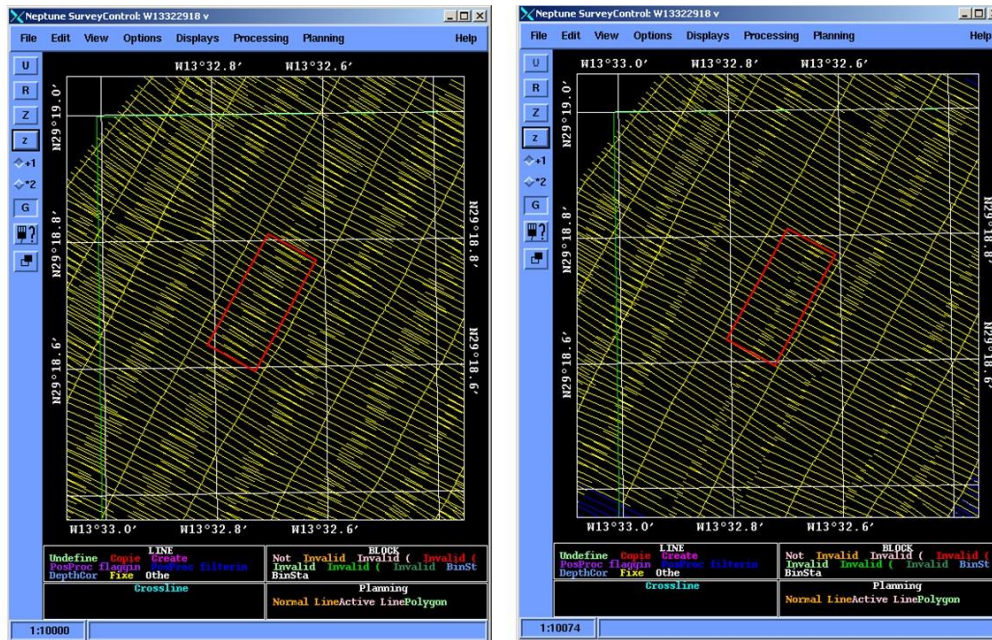 Neptune SurveyControl: W13322918 v
File Edit View Options Displays Processing Planning Help
U
R
Z
z
+1
*2
G
?
W13°32.8' W13°32.6'
N29°19.0'
N29°18.8'
N29°18.6'
N29°18.8'
N29°18.6'
W13°33.0' W13°32.8' W13°32.6'
LINE
Undefine Copie Create
PosProc flaggin PosProc filterin
DepthCor Fixe Othe
BLOCK
Not Invalid Invalid ( Invalid (
Invalid Invalid ( Invalid BinSt
BinSta
Crossline
Planning
Normal LineActive LinePolygon
1:10000
Neptune SurveyControl: W13322918 v
File Edit View Options Displays Processing Planning Help
U
R
Z
z
+1
*2
G
?
W13°33.0' W13°32.8' W13°32.6'
N29°19.0'
N29°18.8'
N29°18.6'
N29°18.8'
N29°18.6'
W13°33.0' W13°32.8' W13°32.6'
LINE
Undefine Copie Create
PosProc flaggin PosProc filterin
DepthCor Fixe Othe
BLOCK
Not Invalid Invalid ( Invalid (
Invalid Invalid ( Invalid BinSt
BinSta
Crossline
Planning
Normal LineActive LinePolygon
1:10074